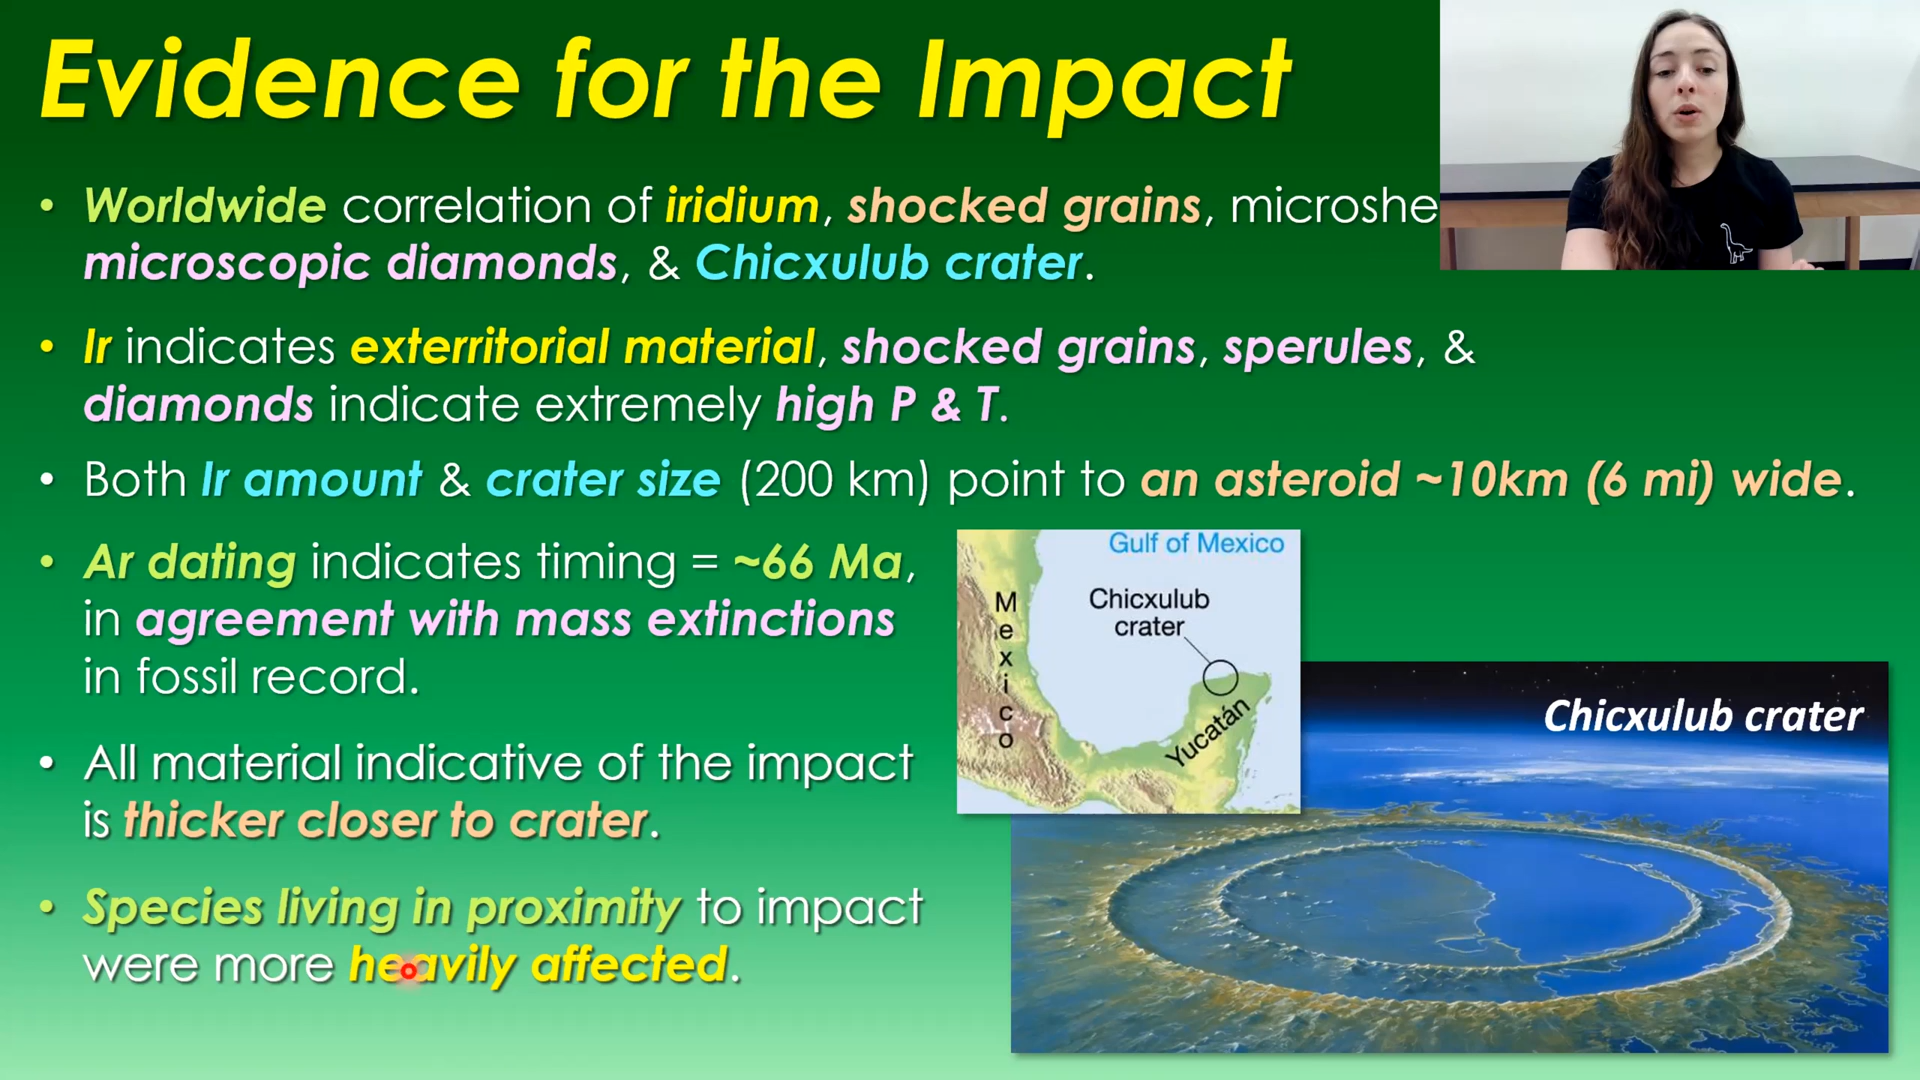 Evidence for the Impact
• Worldwide correlation of iridium, shocked grains,
microscopic diamonds, & Chicxulub crater.
• Ir indicates exterritorial material, shocked grains, sperules, &
diamonds indicate extremely high P & T.
• Both Ir amount & crater size (200 km) point to an asteroid ~10km (6 mi) wide.
• Ar dating indicates timing = ~66 Ma,
in agreement with mass extinctions
in fossil record.
• All material indicative of the impact
is thicker closer to crater.
• Species living in proximity to impact
were more heavily affected.
Gulf of Mexico
Mexico
Chicxulub
crater
Yucatán
Chicxulub crater